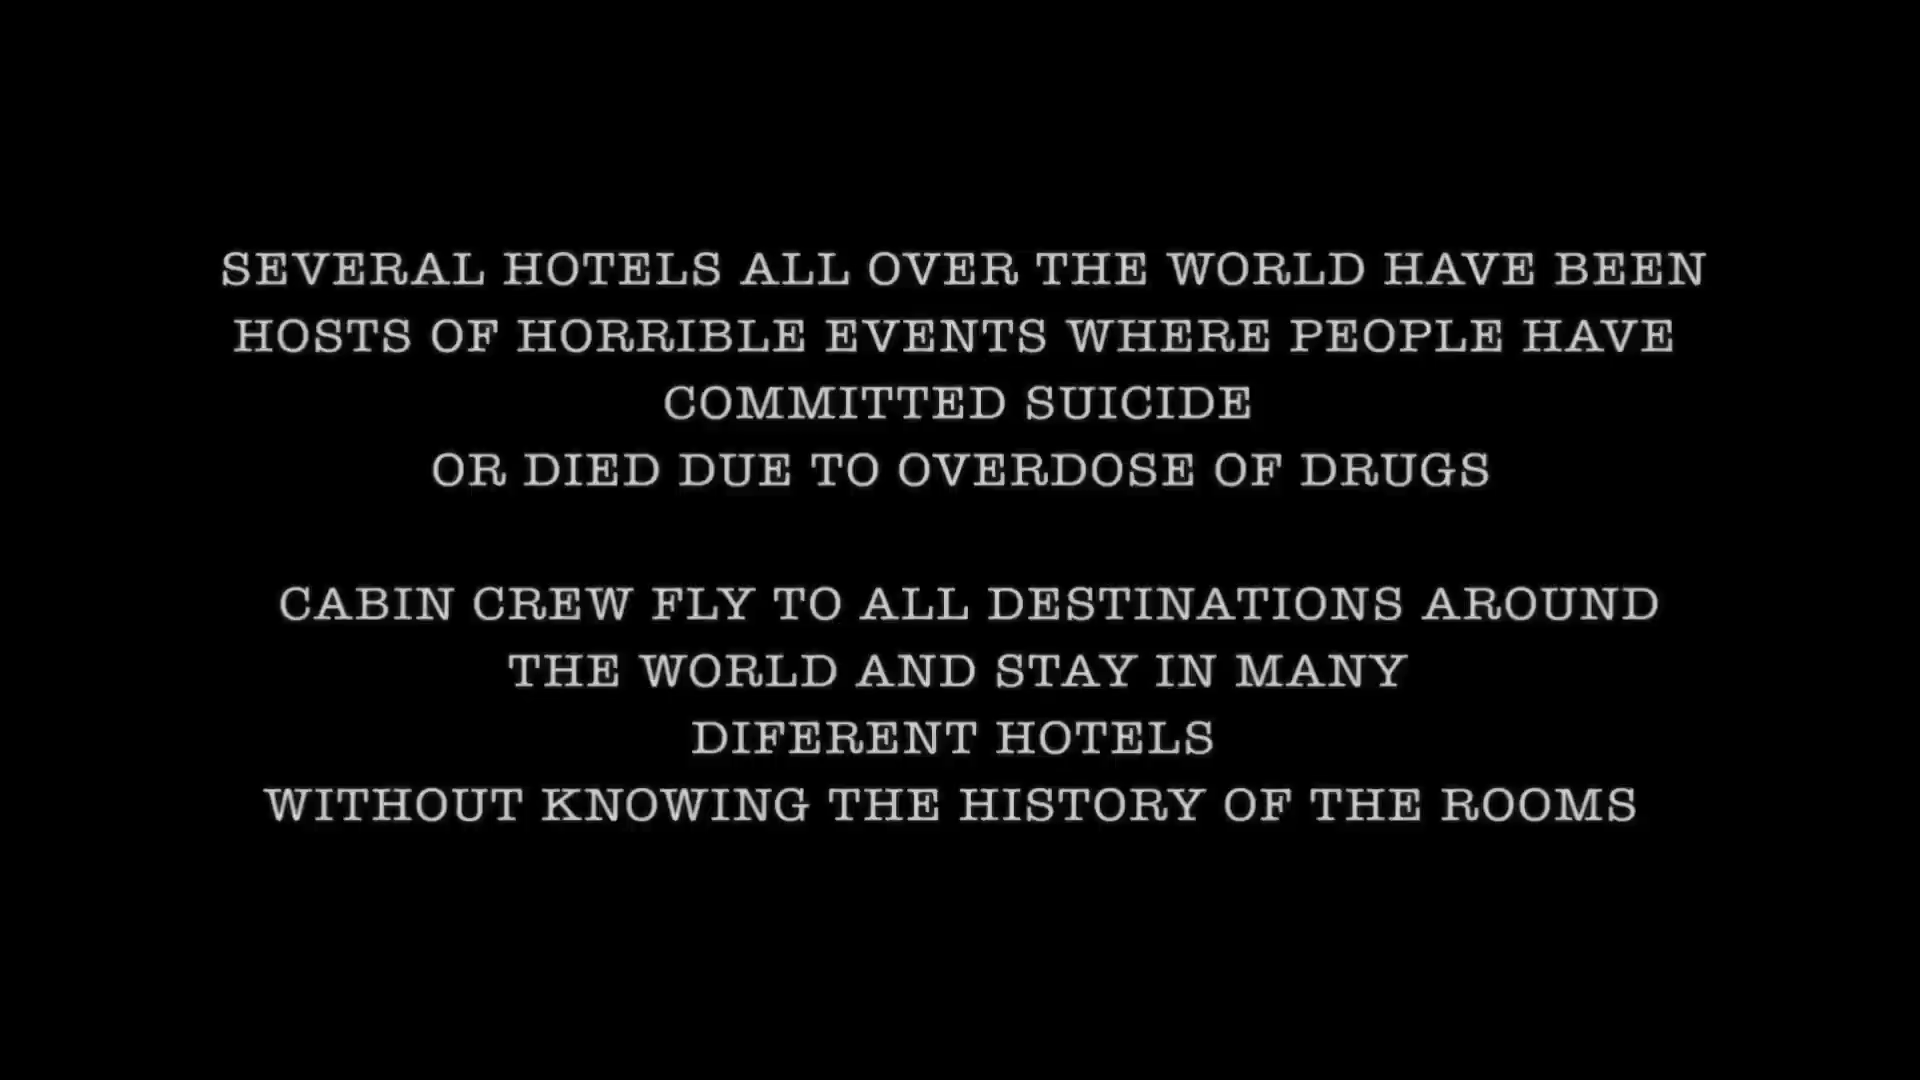 SEVERAL HOTELS ALL OVER THE WORLD HAVE BEEN
HOSTS OF HORRIBLE EVENTS WHERE PEOPLE HAVE
COMMITTED SUICIDE
OR DIED DUE TO OVERDOSE OF DRUGS
CABIN CREW FLY TO ALL DESTINATIONS AROUND
THE WORLD AND STAY IN MANY
DIFERENT HOTELS
WITHOUT KNOWING THE HISTORY OF THE ROOMS